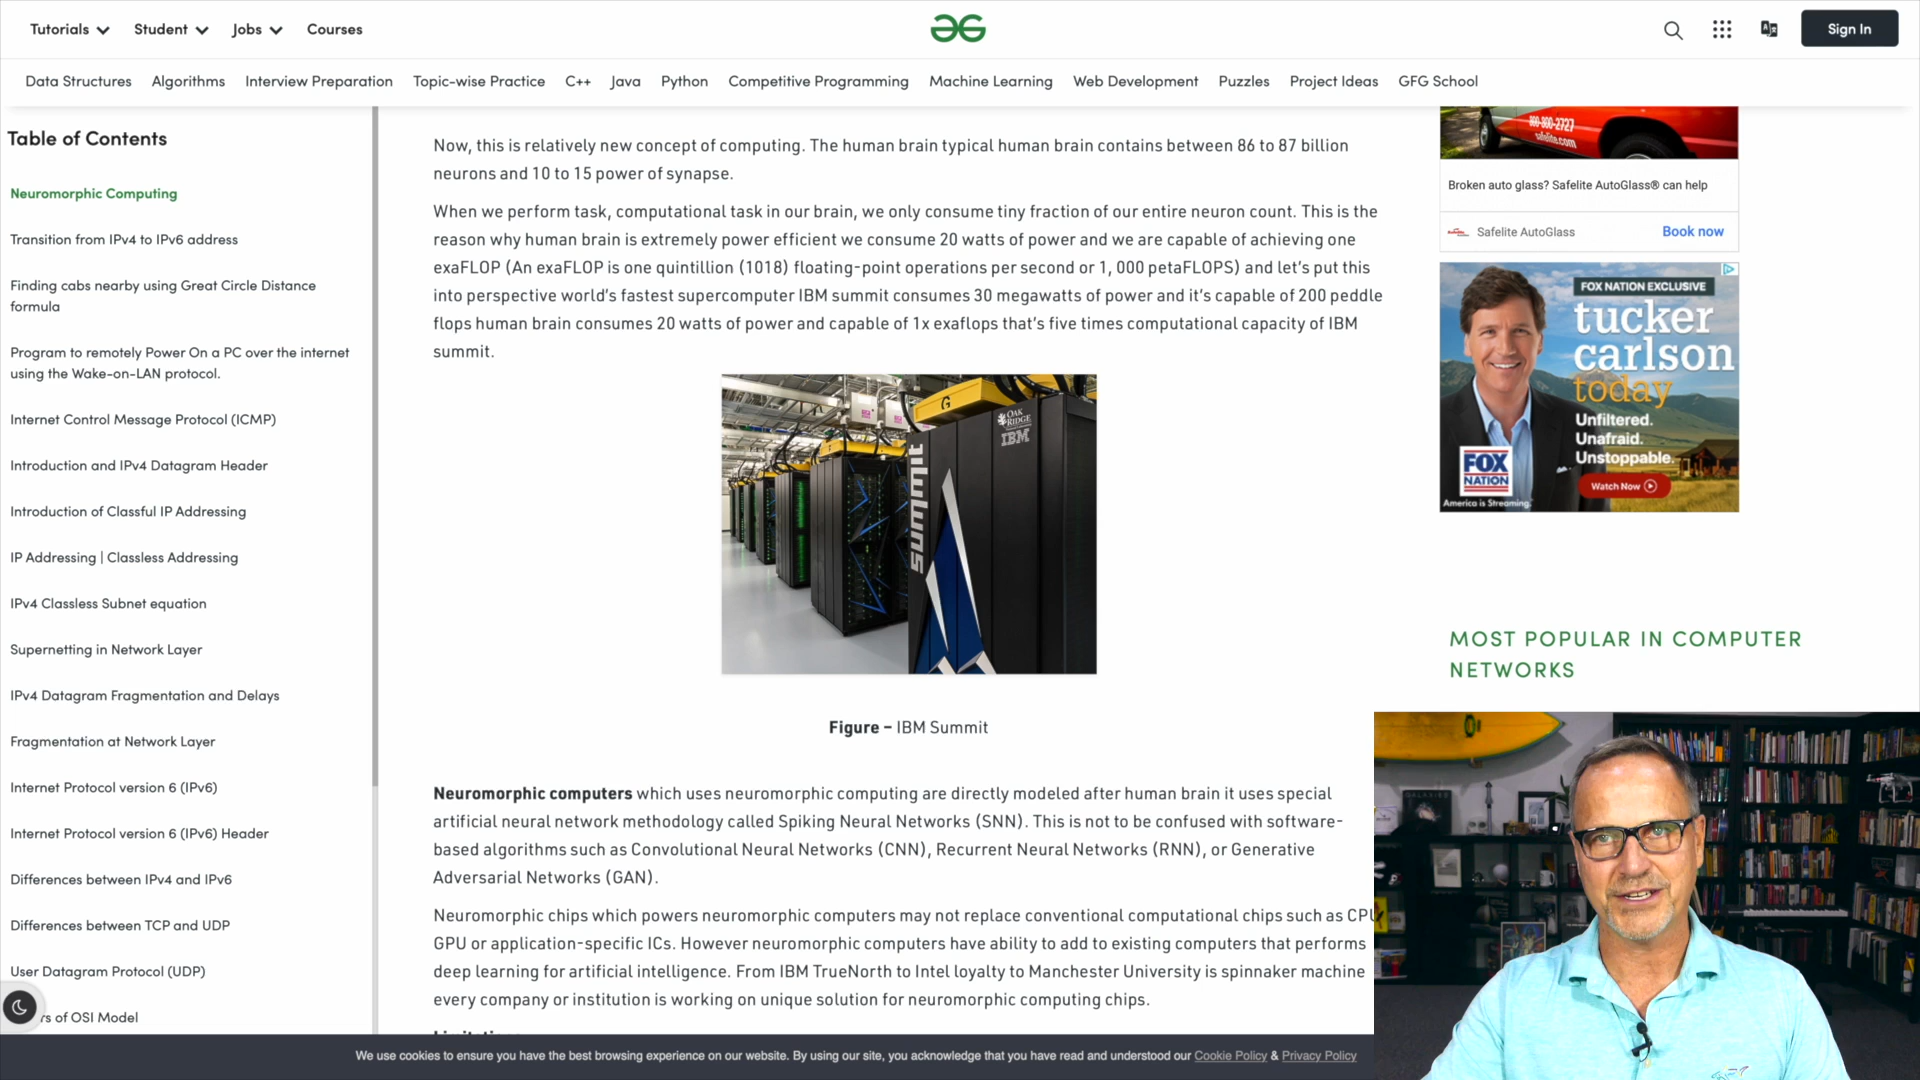 Tutorials
Student
Jobs
Courses
Sign In
Data Structures
Algorithms
Interview Preparation
Topic-wise Practice
C++
Java
Python
Competitive Programming
Machine Learning
Web Development
Puzzles
Project Ideas
GFG School
Table of Contents
Neuromorphic Computing
Transition from IPv4 to IPv6 address
Finding cabs nearby using Great Circle Distance
formula
Program to remotely Power On a PC over the internet
using the Wake-on-LAN protocol.
Internet Control Message Protocol (ICMP)
Introduction and IPv4 Datagram Header
Introduction of Classful IP Addressing
IP Addressing | Classless Addressing
IPv4 Classless Subnet equation
Supernetting in Network Layer
IPv4 Datagram Fragmentation and Delays
Fragmentation at Network Layer
Internet Protocol version 6 (IPv6)
Internet Protocol version 6 (IPv6) Header
Differences between IPv4 and IPv6
Differences between TCP and UDP
User Datagram Protocol (UDP)
rs of OSI Model
Now, this is relatively new concept of computing. The human brain typical human brain contains between 86 to 87 billion
neurons and 10 to 15 power of synapse.
When we perform task, computational task in our brain, we only consume tiny fraction of our entire neuron count. This is the
reason why human brain is extremely power efficient we consume 20 watts of power and we are capable of achieving one
exaFLOP (An exaFLOP is one quintillion (1018) floating-point operations per second or 1, 000 petaFLOPS) and let's put this
into perspective world's fastest supercomputer IBM summit consumes 30 megawatts of power and it's capable of 200 peddle
flops human brain consumes 20 watts of power and capable of 1x exaflops that's five times computational capacity of IBM
summit.
G
OAK
RIDGE
IBM
SUMMIT
Figure – IBM Summit
Neuromorphic computers which uses neuromorphic computing are directly modeled after human brain it uses special
artificial neural network methodology called Spiking Neural Networks (SNN). This is not to be confused with software-
based algorithms such as Convolutional Neural Networks (CNN), Recurrent Neural Networks (RNN), or Generative
Adversarial Networks (GAN).
Neuromorphic chips which powers neuromorphic computers may not replace conventional computational chips such as CPU
GPU or application-specific ICs. However neuromorphic computers have ability to add to existing computers that performs
deep learning for artificial intelligence. From IBM TrueNorth to Intel loyalty to Manchester University is spinnaker machine
every company or institution is working on unique solution for neuromorphic computing chips.
800-800-2727
safelite.com
Broken auto glass? Safelite AutoGlass® can help
Safelite AutoGlass
Book now
FOX NATION EXCLUSIVE
tucker
carlson
today
Unfiltered.
Unafraid.
Unstoppable.
FOX
NATION
Watch Now
America is Streaming.
MOST POPULAR IN COMPUTER
NETWORKS
We use cookies to ensure you have the best browsing experience on our website. By using our site, you acknowledge that you have read and understood our Cookie Policy & Privacy Policy